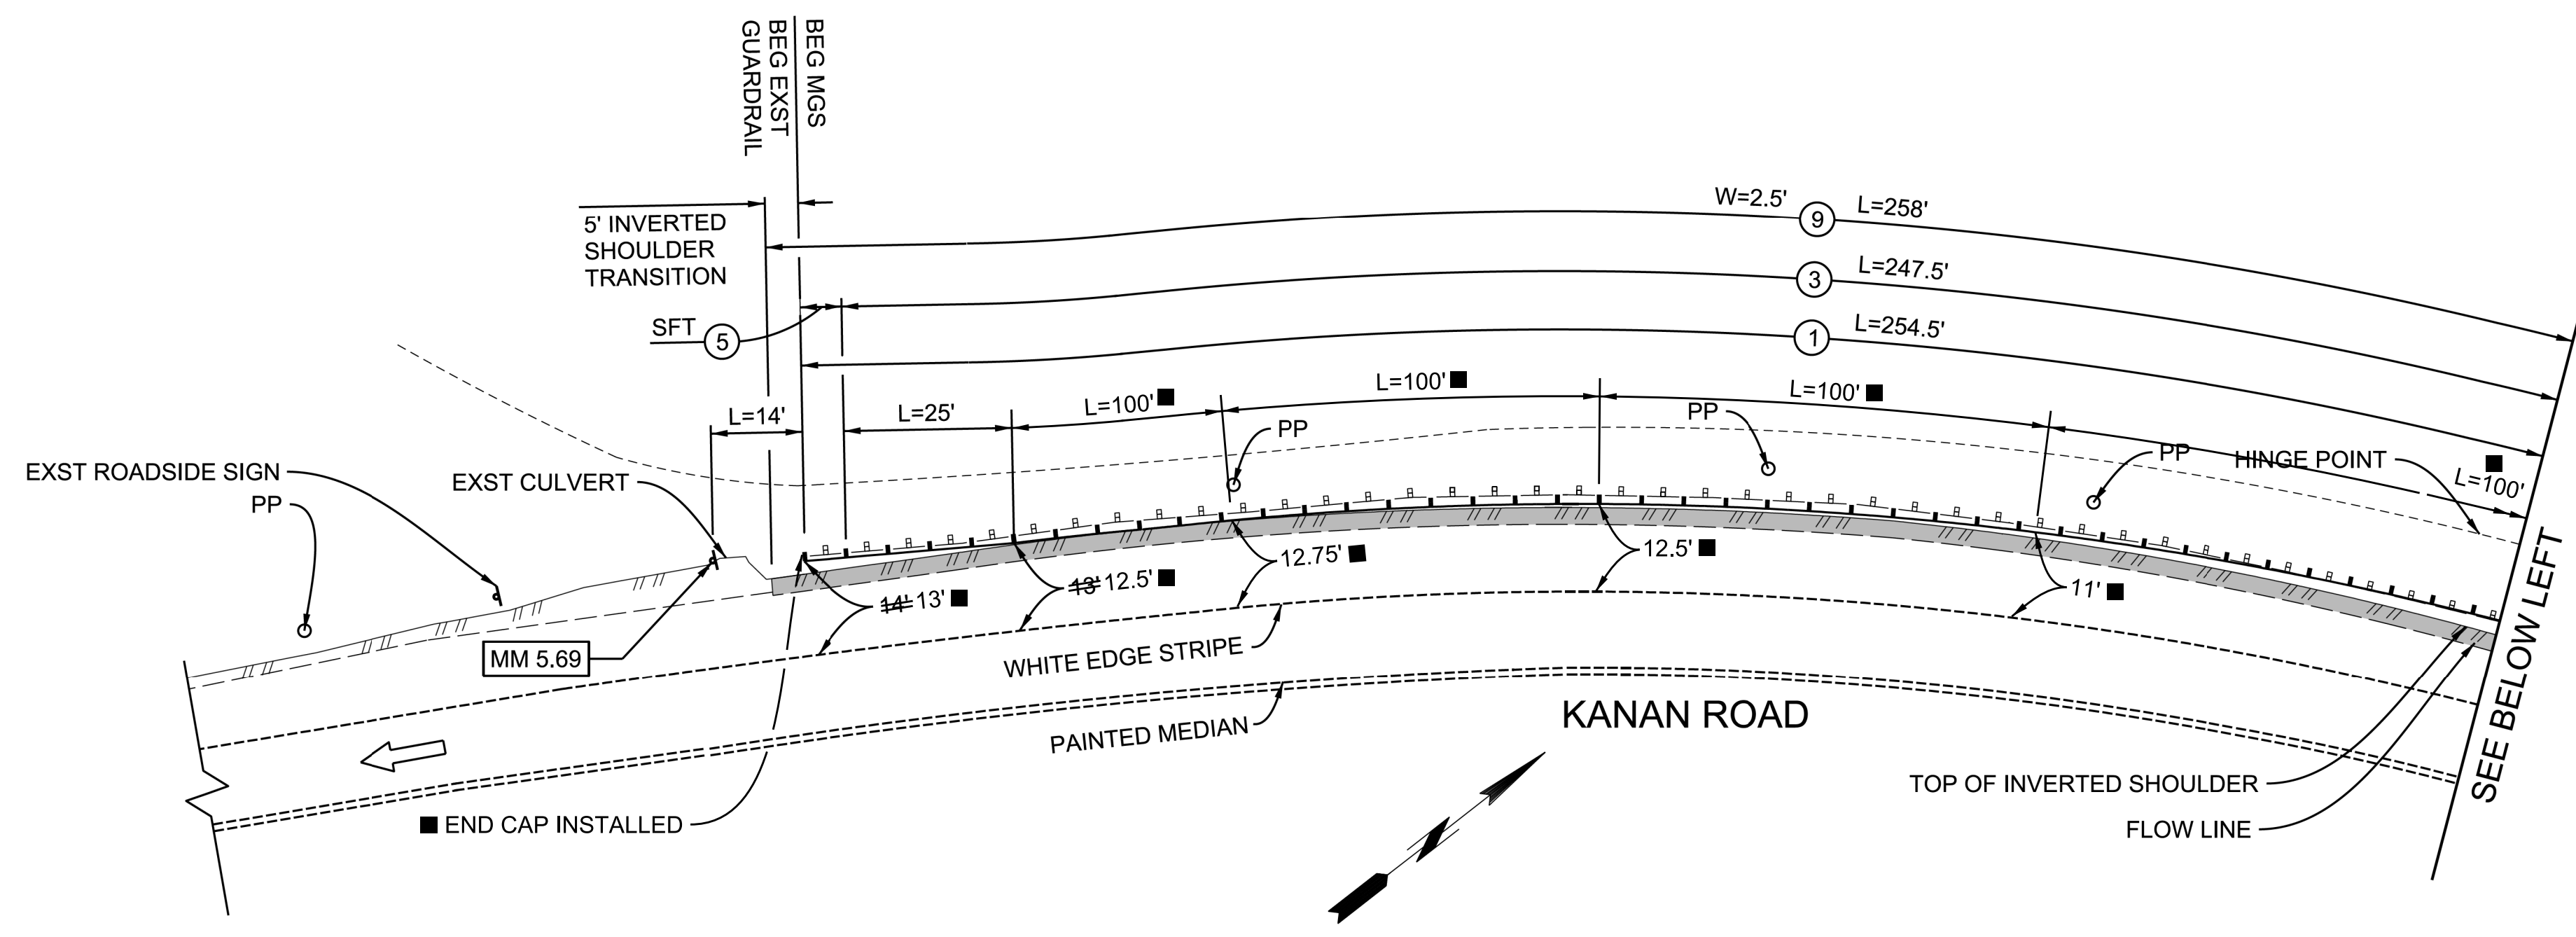 BEG MGS
BEG EXST
GUARDRAIL
5' INVERTED
SHOULDER
TRANSITION
W=2.5' 9 L=258'
3 L=247.5'
SFT 5
1 L=254.5'
L=14'
L=25'
L=100' ■
L=100' ■
L=100' ■
■
L=100'
PP
PP
PP
HINGE POINT
EXST ROADSIDE SIGN
PP
EXST CULVERT
MM 5.69
14' 13' ■
13' 12.5' ■
12.75' ■
12.5' ■
11' ■
WHITE EDGE STRIPE
PAINTED MEDIAN
KANAN ROAD
■ END CAP INSTALLED
TOP OF INVERTED SHOULDER
FLOW LINE
SEE BELOW LEFT